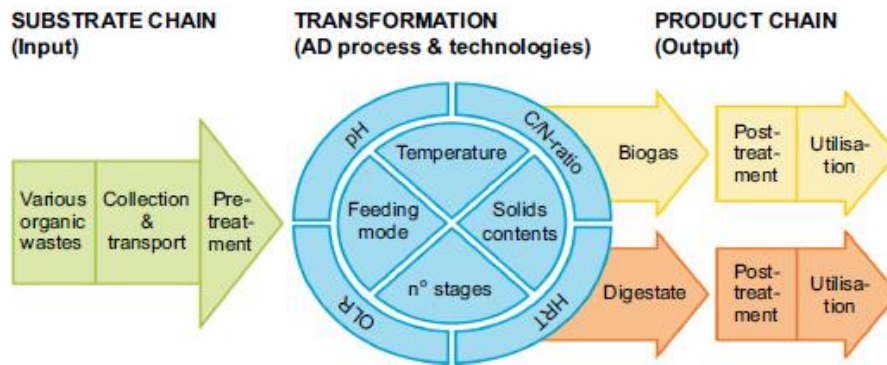 SUBSTRATE CHAIN
(Input)
TRANSFORMATION
(AD process & technologies)
PRODUCT CHAIN
(Output)
Various
organic
wastes
Collection
&
transport
Pre-
treat-
ment
pH
C/N-ratio
OLR
HRT
Temperature
Feeding
mode
Solids
contents
n° stages
Biogas
Post-
treat-
ment
Utilisa-
tion
Digestate
Post-
treat-
ment
Utilisa-
tion